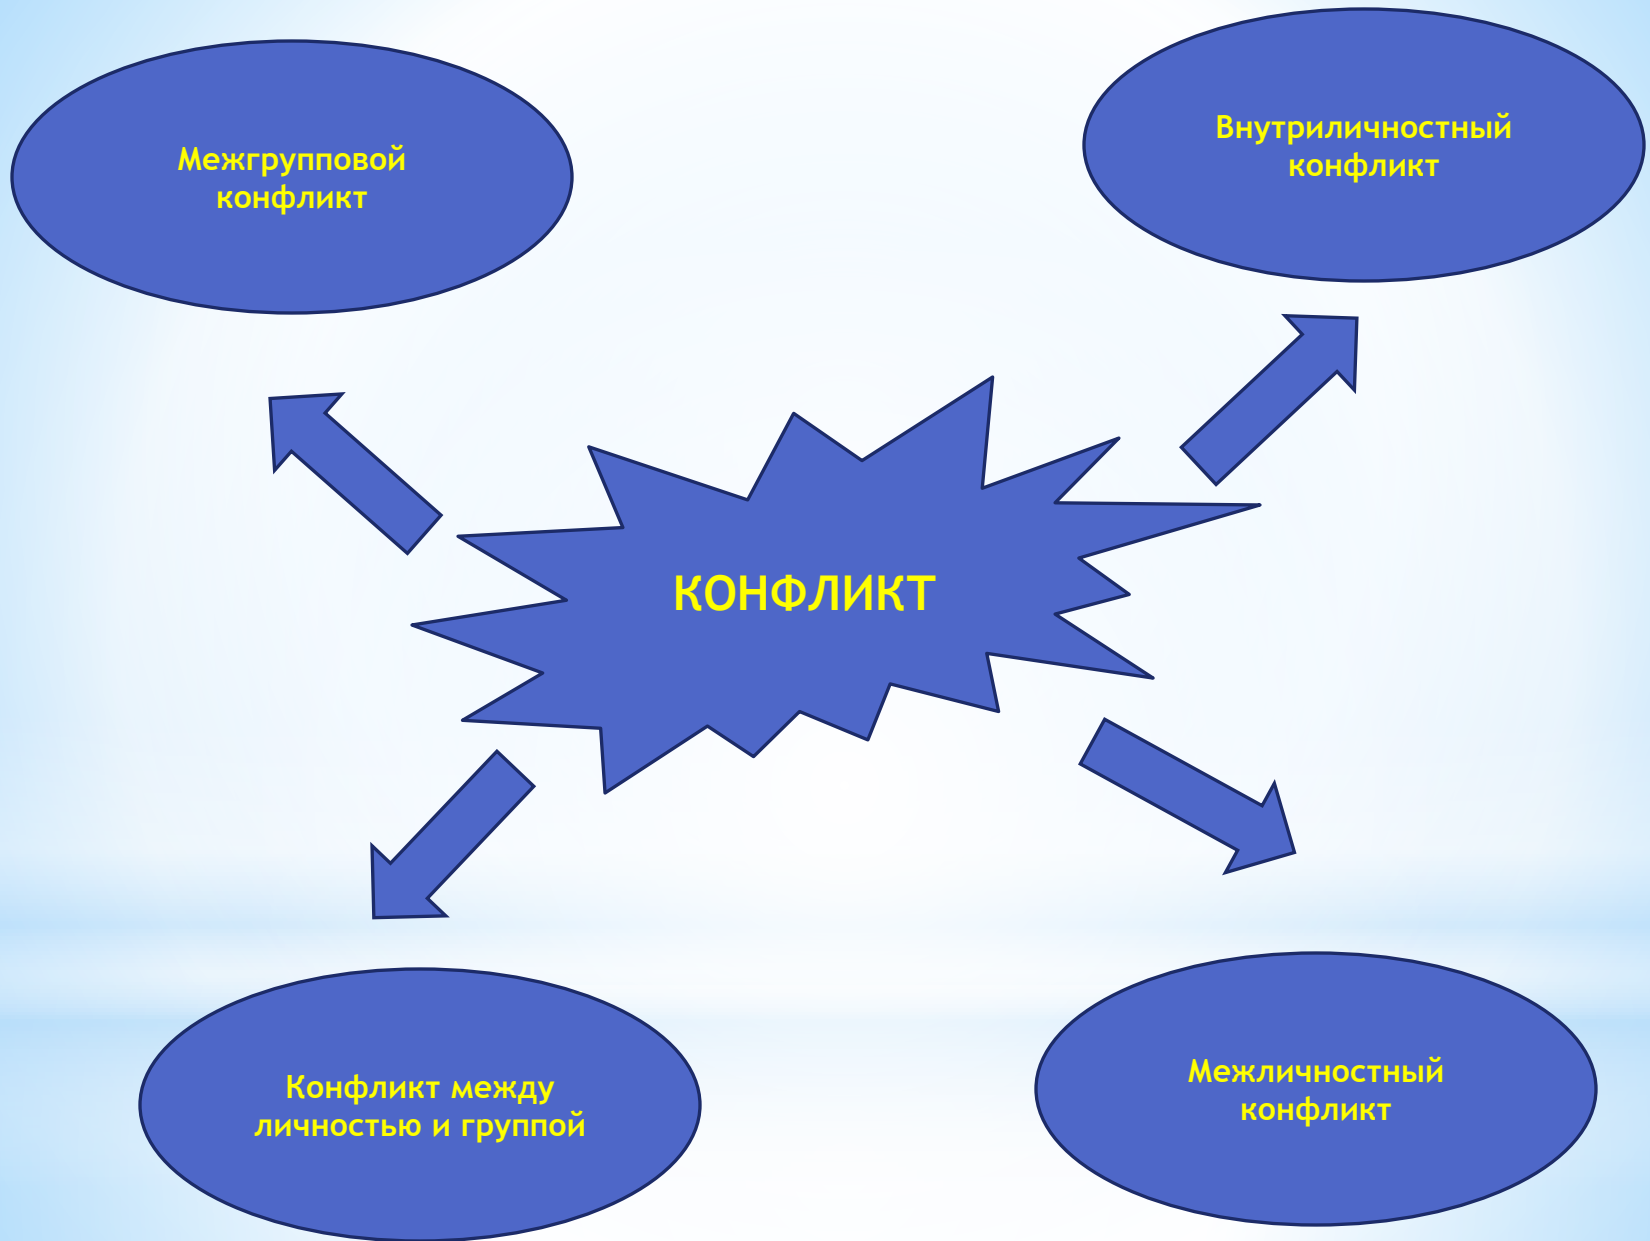 Межгрупповой
конфликт
Внутриличностный
конфликт
КОНФЛИКТ
Конфликт между
личностью и группой
Межличностный
конфликт